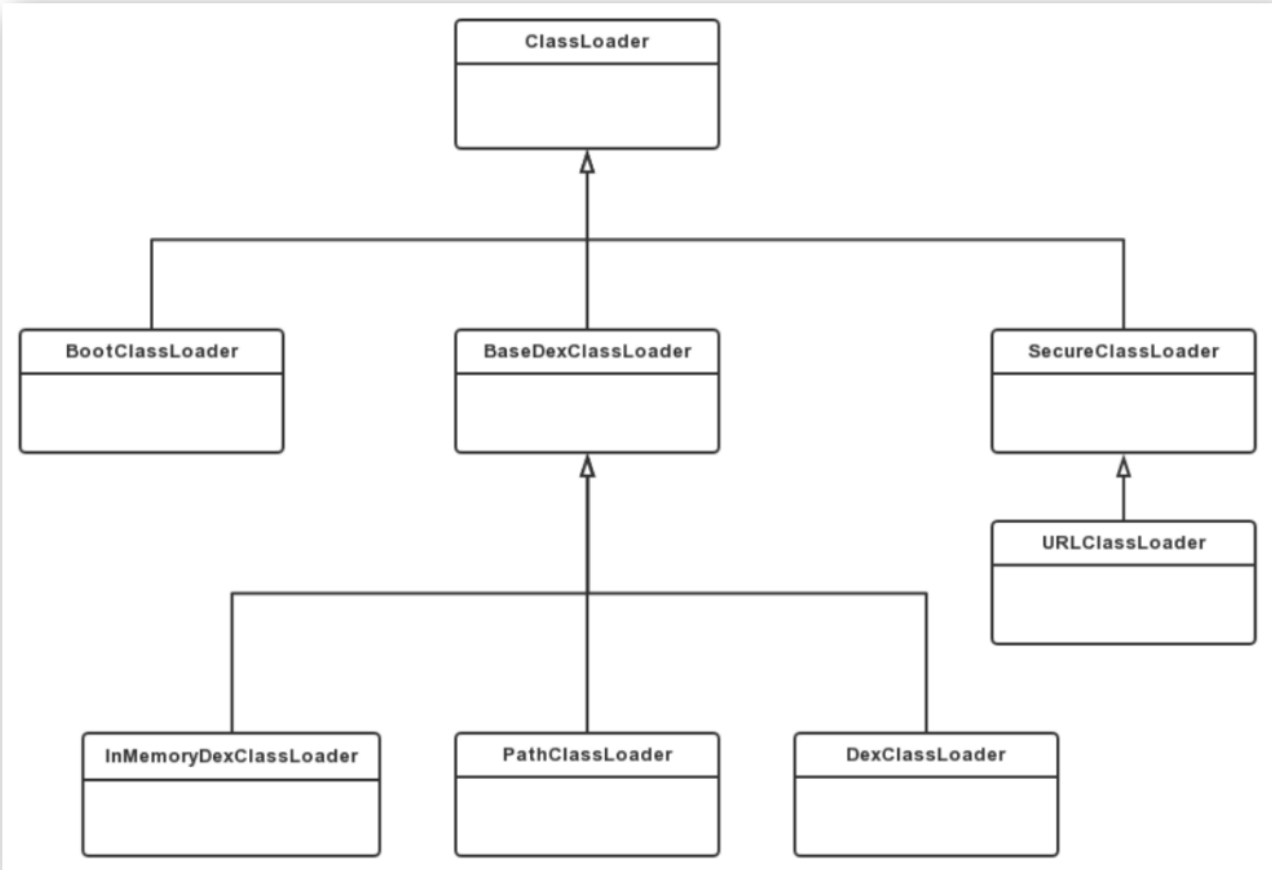 ClassLoader
BootClassLoader
BaseDexClassLoader
SecureClassLoader
URLClassLoader
InMemoryDexClassLoader
PathClassLoader
DexClassLoader